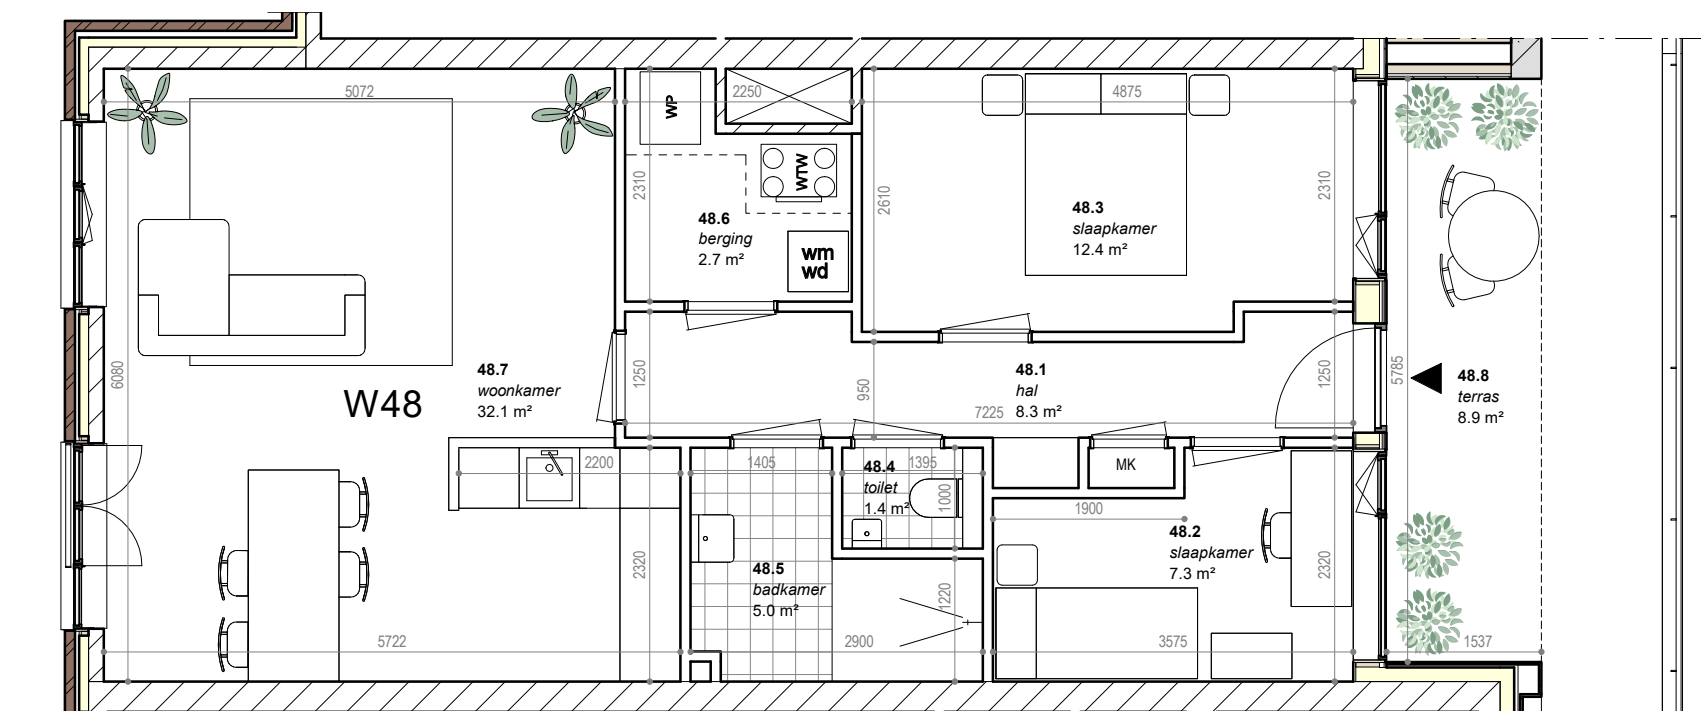 5072
WP
2250
4875
2310
WTW
2610
2310
48.6
berging
2.7 m²
wm
wd
48.3
slaapkamer
12.4 m²
6080
W48
48.7
woonkamer
32.1 m²
1250
950
48.1
hal
8.3 m²
7225
1250
5785
48.8
terras
8.9 m²
2200
1405
48.4
toilet
1.4 m²
1395
1000
MK
1900
48.2
slaapkamer
7.3 m²
2320
48.5
badkamer
5.0 m²
1220
2320
5722
2900
3575
1537